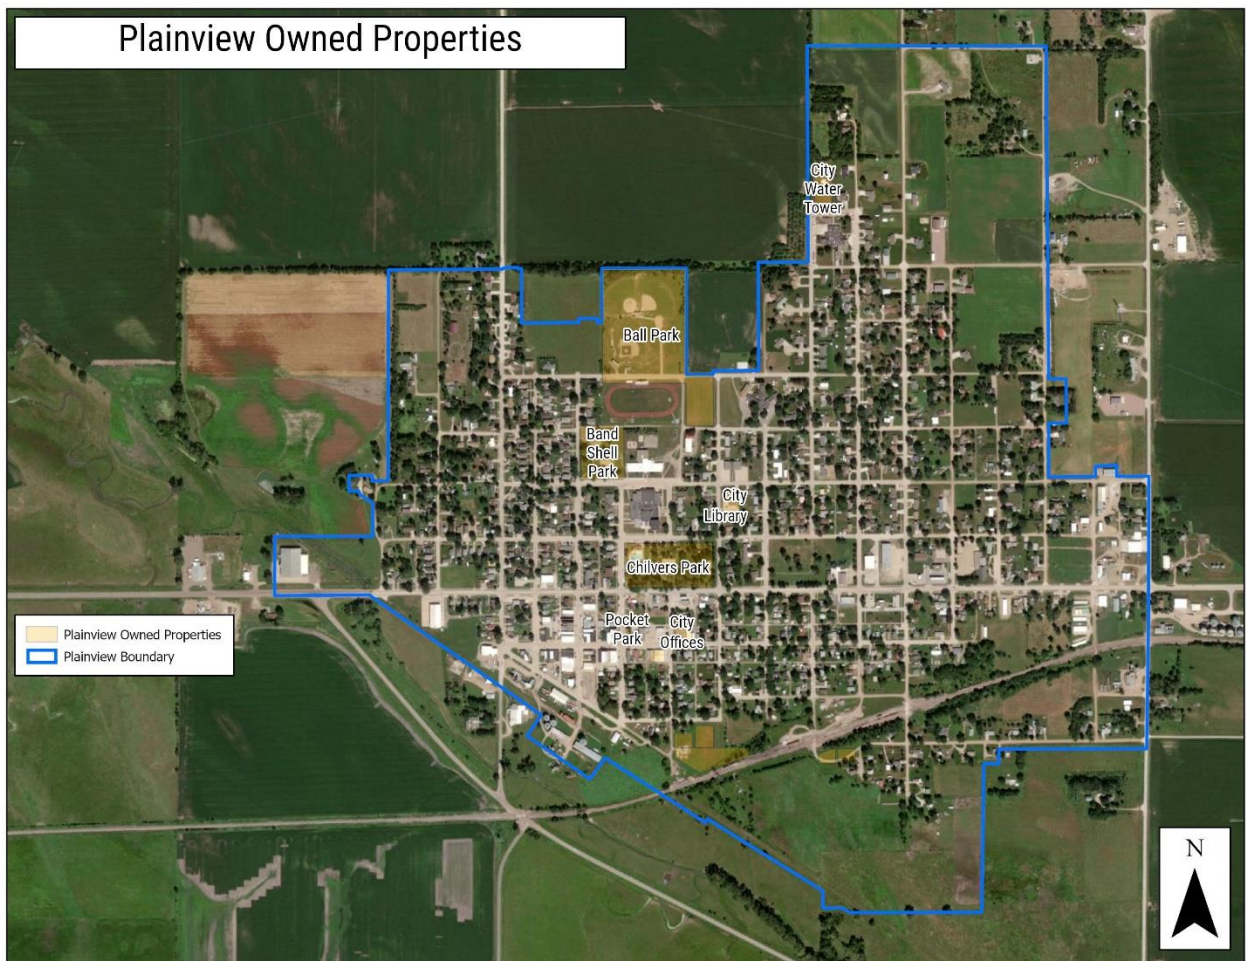 Plainview Owned Properties
City
Water
Tower
Ball Park
Band
Shell
Park
City
Library
Chilvers Park
Pocket
Park
City
Offices
Plainview Owned Properties
Plainview Boundary
N